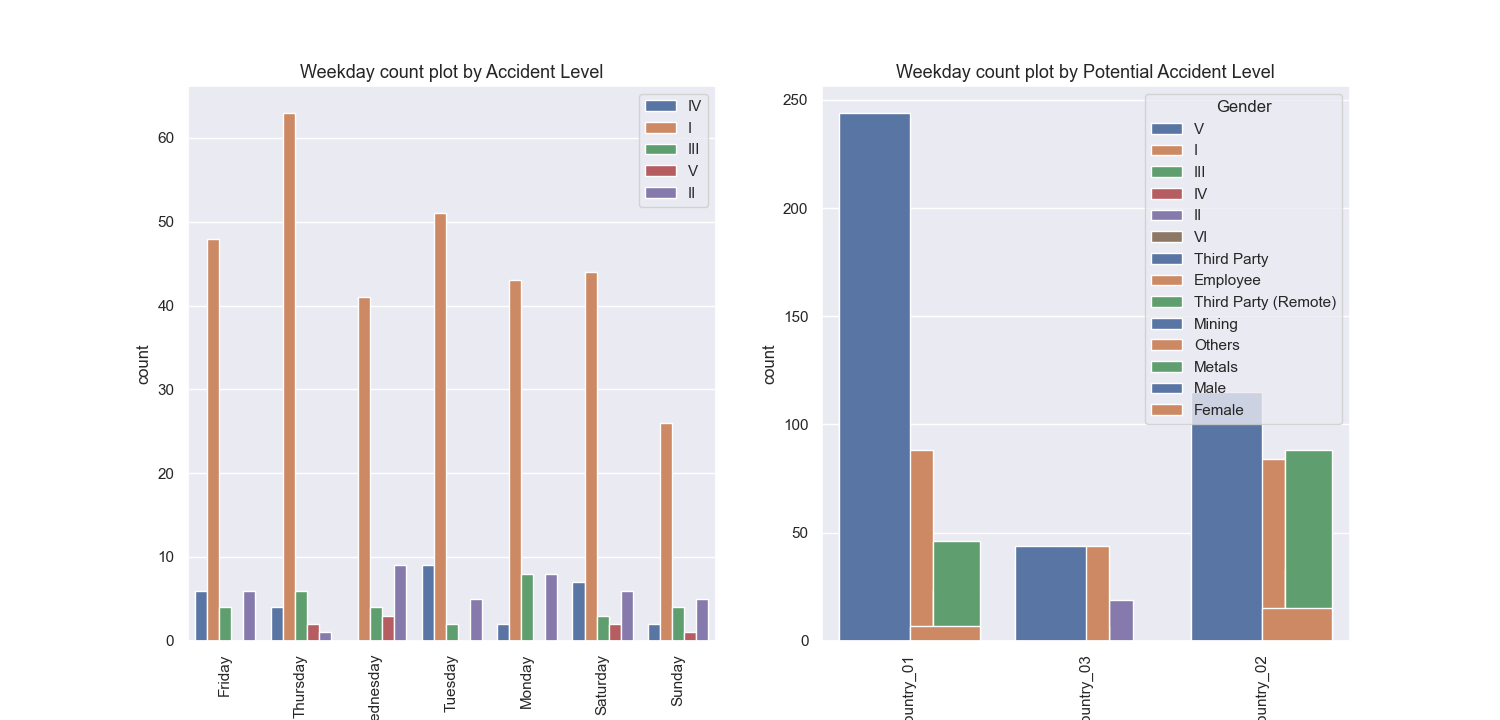 Weekday count plot by Accident Level
count
60
50
40
30
20
10
0
IV
I
III
V
II
Friday
Thursday
ednesday
Tuesday
Monday
Saturday
Sunday
Weekday count plot by Potential Accident Level
count
250
200
150
100
50
0
Gender
V
I
III
IV
II
VI
Third Party
Employee
Third Party (Remote)
Mining
Others
Metals
Male
Female
ountry_01
ountry_03
ountry_02